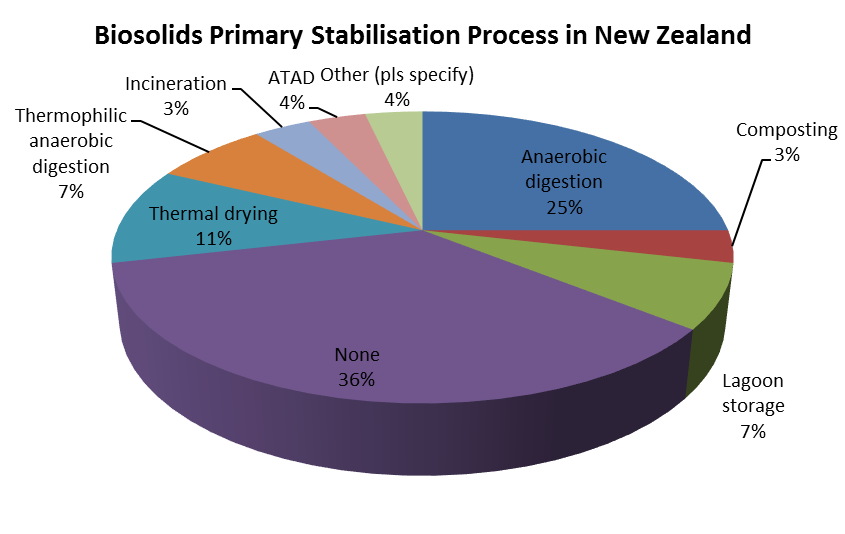 Biosolids Primary Stabilisation Process in New Zealand
Incineration
3%
ATAD
4%
Other (pls specify)
4%
Thermophilic
anaerobic
digestion
7%
Composting
3%
Anaerobic
digestion
25%
Thermal drying
11%
None
36%
Lagoon
storage
7%